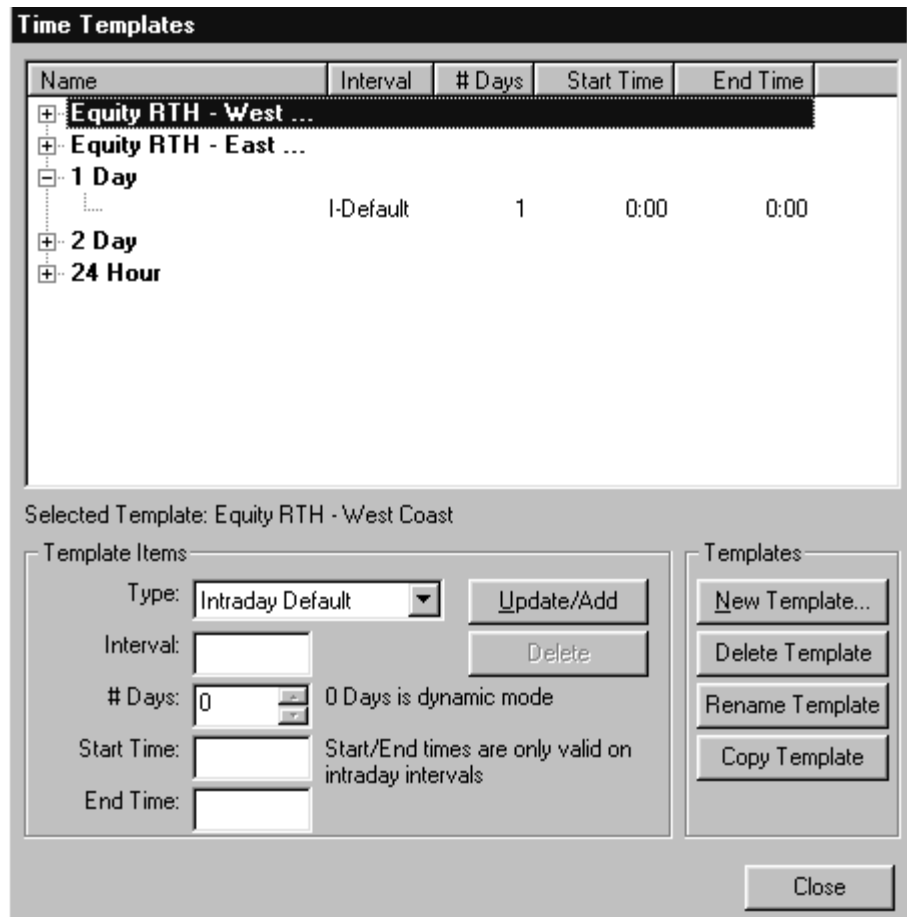 Time Templates
Name Interval # Days Start Time End Time
Equity RTH - West ...
Equity RTH - East ...
1 Day
I-Default 1 0:00 0:00
2 Day
24 Hour
Selected Template: Equity RTH - West Coast
Template Items
Type: Intraday Default Update/Add
Interval: Delete
# Days: 0 0 Days is dynamic mode
Start Time: Start/End times are only valid on
intraday intervals
End Time:
Templates
New Template...
Delete Template
Rename Template
Copy Template
Close